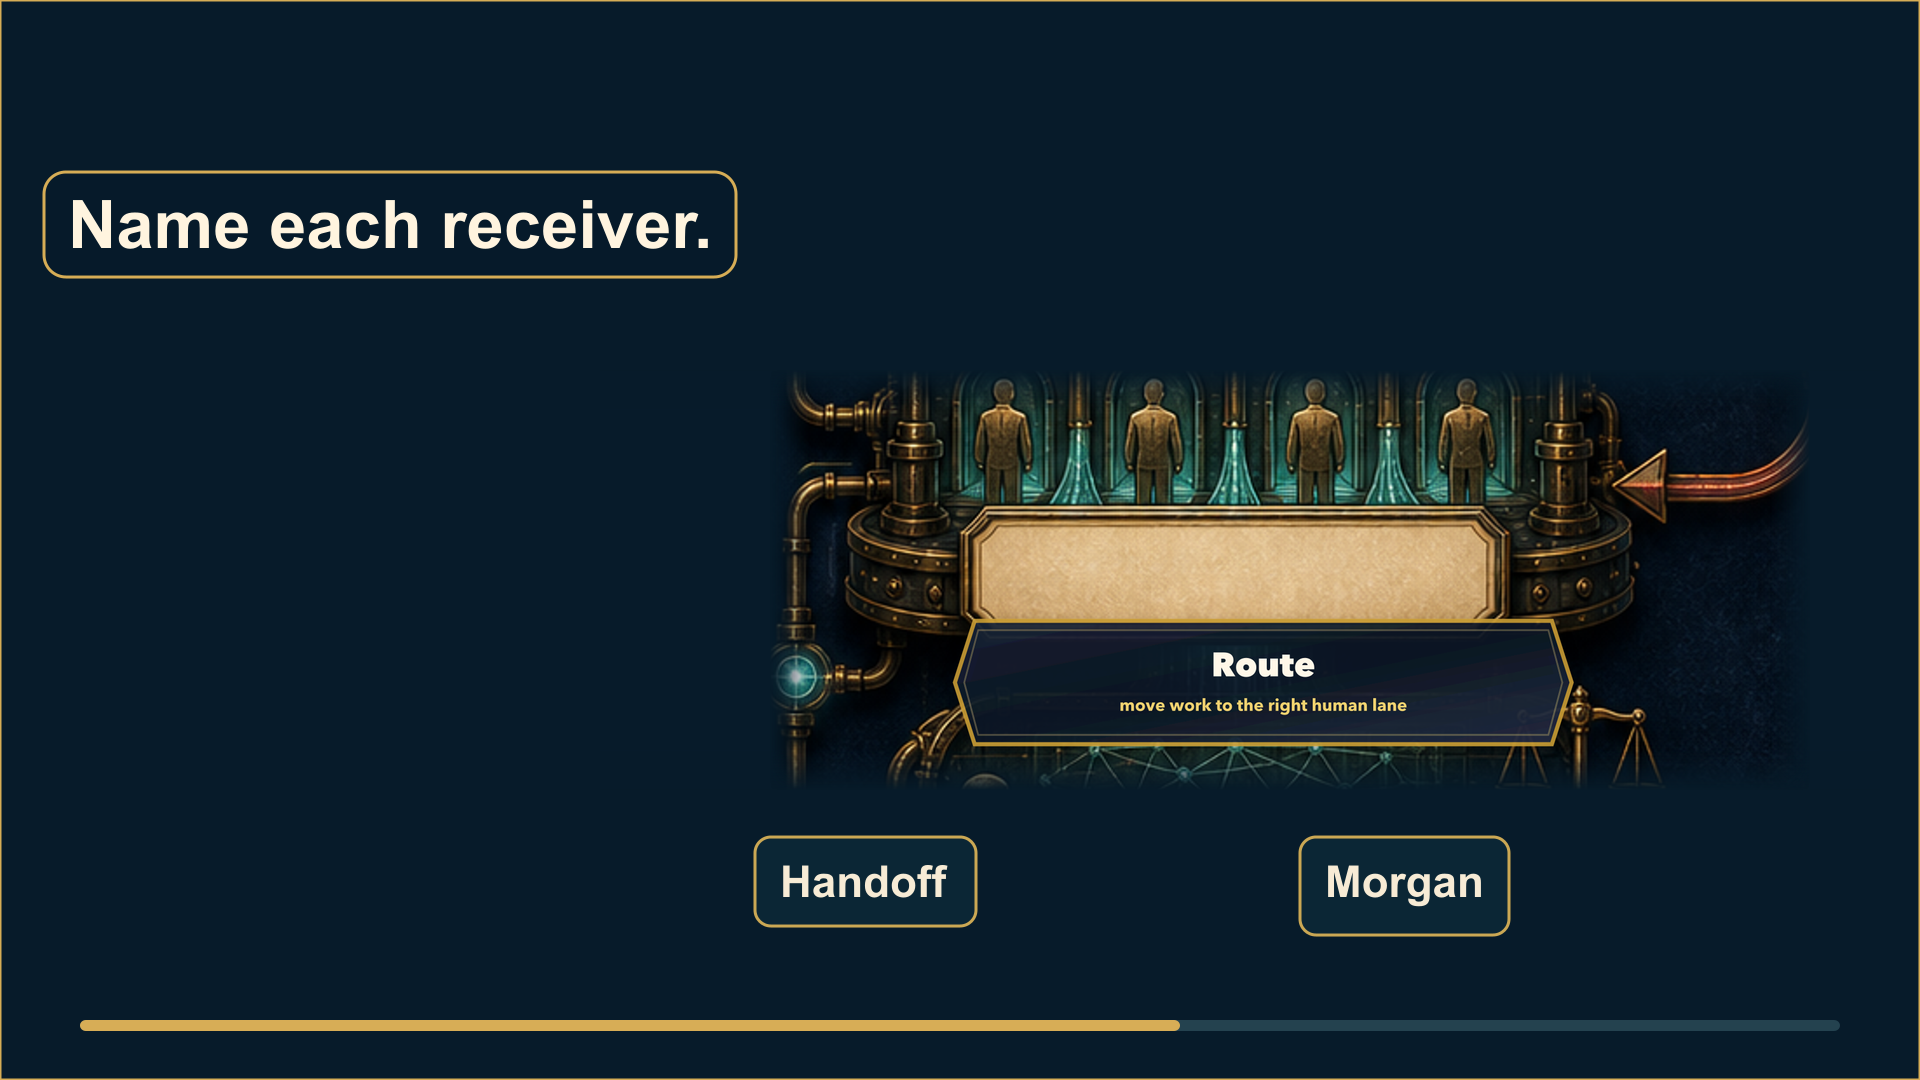 Name each receiver.
Route
move work to the right human lane
Handoff
Morgan